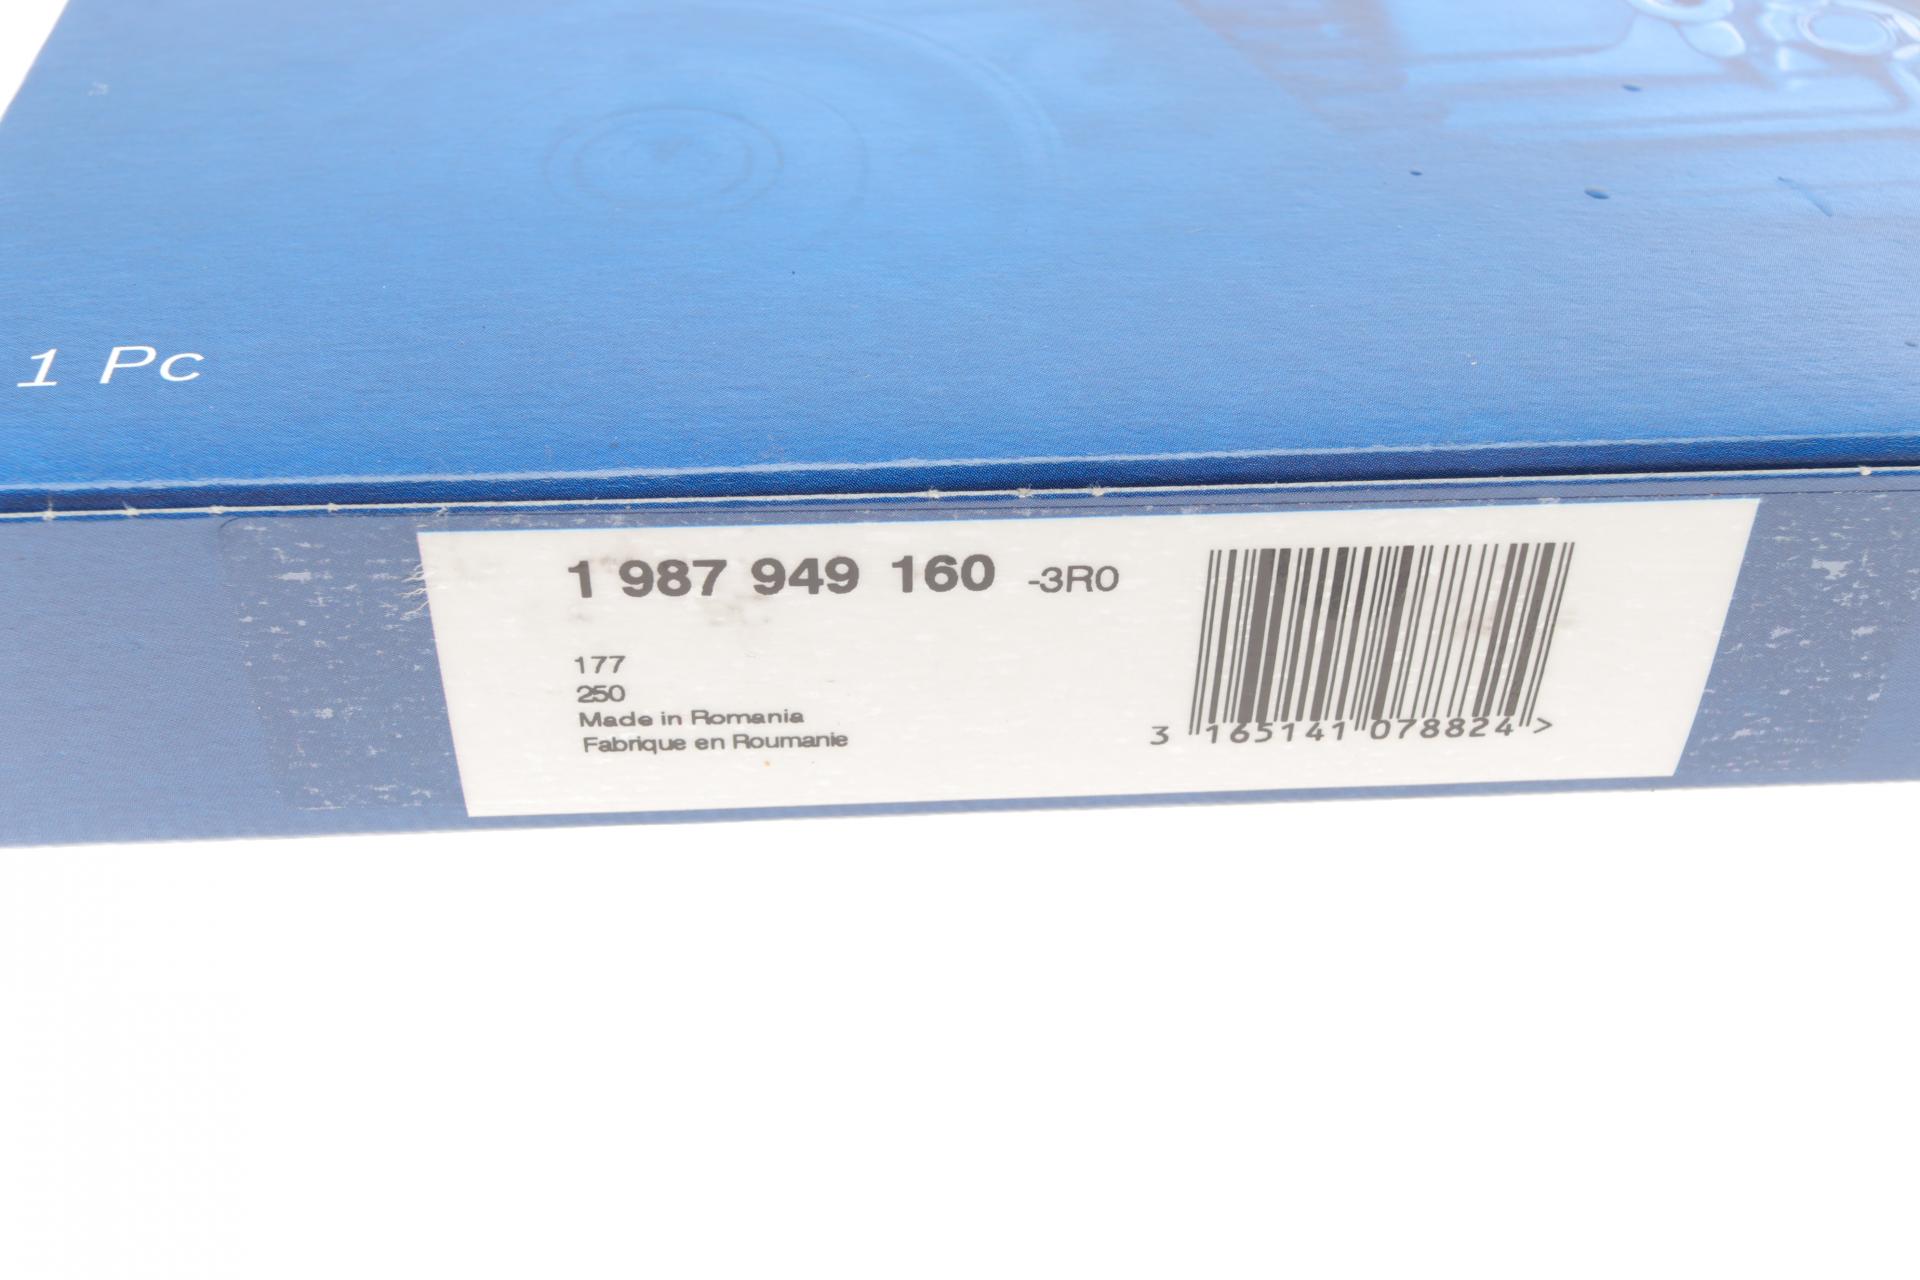 1 Pc
1 987 949 160 -3R0
177
250
Made in Romania
Fabrique en Roumanie
3 165141 078824 >